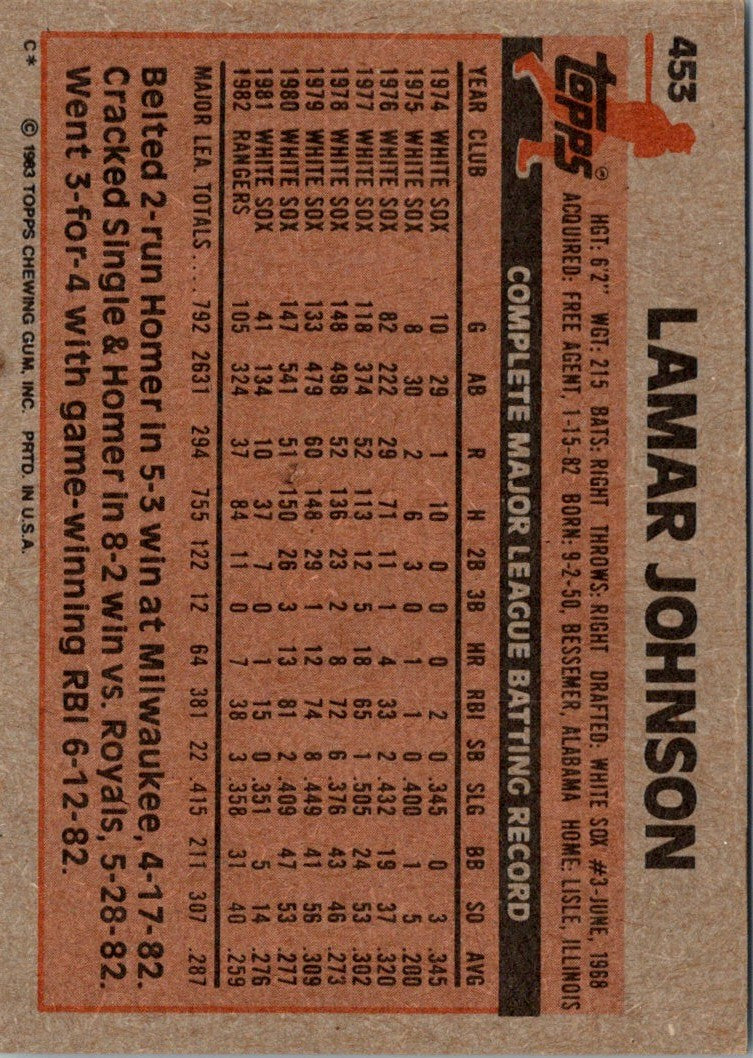 453
LAMAR JOHNSON
topps®
HGT: 6'2" WGT: 215 BATS: RIGHT THROWS: RIGHT DRAFTED: WHITE SOX #3-JUNE, 1968
ACQUIRED: FREE AGENT, 1-15-82 BORN: 9-2-50, BESSEMER, ALABAMA HOME: LISLE, ILLINOIS
COMPLETE MAJOR LEAGUE BATTING RECORD
YEAR CLUB G AB R H 2B 3B HR RBI SB SLG BB SO AVG
1974 WHITE SOX 10 29 1 10 0 0 0 2 0 .345 0 3 .345
1975 WHITE SOX 8 30 2 6 3 0 1 1 0 .400 1 5 .200
1976 WHITE SOX 82 222 29 71 11 1 4 33 2 .432 19 37 .320
1977 WHITE SOX 118 374 52 113 12 5 18 65 1 .505 24 53 .302
1978 WHITE SOX 148 498 52 136 23 2 8 72 6 .376 43 46 .273
1979 WHITE SOX 133 479 60 148 29 1 12 74 8 .449 41 56 .309
1980 WHITE SOX 147 541 51 150 26 3 13 81 2 .409 47 53 .277
1981 WHITE SOX 41 134 10 37 7 0 1 15 0 .351 5 14 .276
1982 RANGERS 105 324 37 84 11 0 7 38 3 .358 31 40 .259
MAJOR LEA. TOTALS.... 792 2631 294 755 122 12 64 381 22 .415 211 307 .287
Belted 2-run Homer in 5-3 win at Milwaukee, 4-17-82.
Cracked Single & Homer in 8-2 win vs. Royals, 5-28-82.
Went 3-for-4 with game-winning RBI 6-12-82.
C* © 1983 TOPPS CHEWING GUM, INC. PRTD. IN U.S.A.